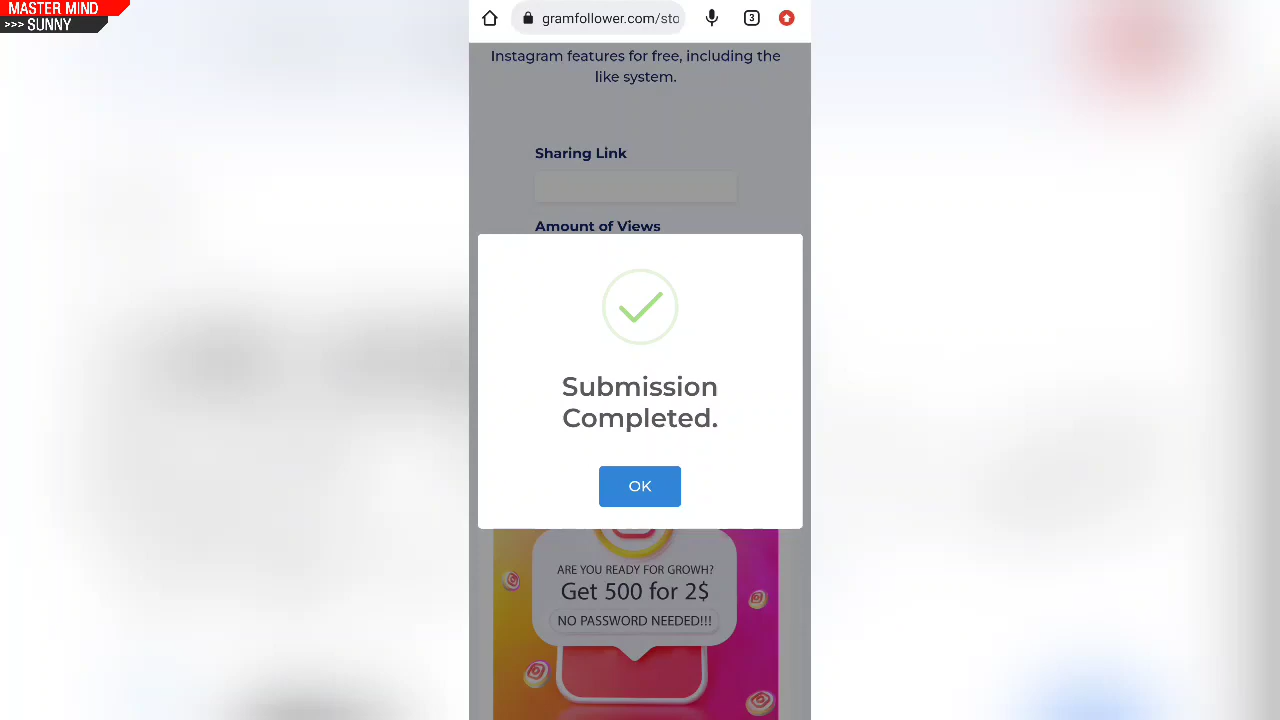 MASTER MIND
>>> SUNNY
gramfollower.com/sto
3
Instagram features for free, including the
like system.
Sharing Link
Amount of Views
Submission
Completed.
OK
ARE YOU READY FOR GROWH?
Get 500 for 2$
NO PASSWORD NEEDED!!!